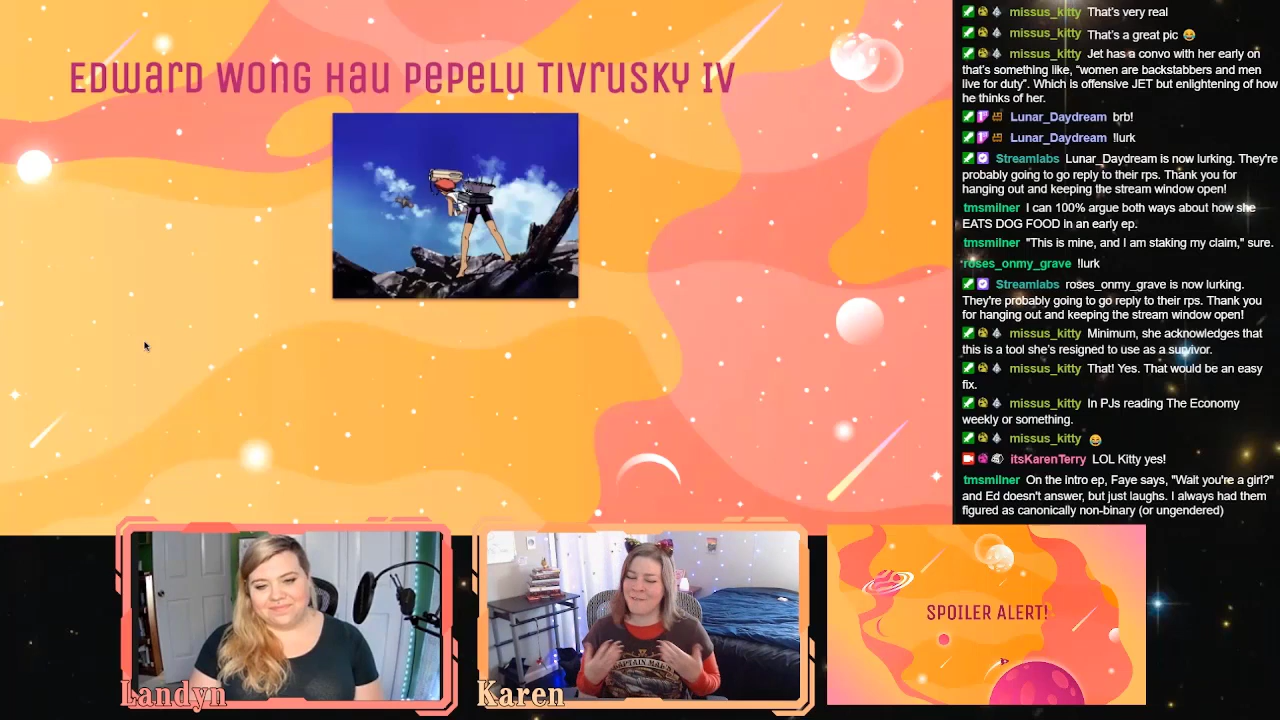 Edward Wong Hau Pepelu Tivrusky IV
missus_kitty That's very real
missus_kitty That's a great pic 😂
missus_kitty Jet has a convo with her early on
that's something like, "women are backstabbers and men
live for duty". Which is offensive JET but enlightening of how
he thinks of her.
Lunar_Daydream brb!
Lunar_Daydream !lurk
Streamlabs Lunar_Daydream is now lurking. They're
probably going to go reply to their rps. Thank you for
hanging out and keeping the stream window open!
tmsmilner I can 100% argue both ways about how she
EATS DOG FOOD in an early ep.
tmsmilner "This is mine, and I am staking my claim," sure.
roses_onmy_grave !lurk
Streamlabs roses_onmy_grave is now lurking.
They're probably going to go reply to their rps. Thank you
for hanging out and keeping the stream window open!
missus_kitty Minimum, she acknowledges that
this is a tool she's resigned to use as a survivor.
missus_kitty That! Yes. That would be an easy
fix.
missus_kitty In PJs reading The Economy
weekly or something.
missus_kitty 😂
itsKarenTerry LOL Kitty yes!
tmsmilner On the intro ep, Faye says, "Wait you're a girl?"
and Ed doesn't answer, but just laughs. I always had them
figured as canonically non-binary (or ungendered)
SPOILER ALERT!
Landyn
Karen